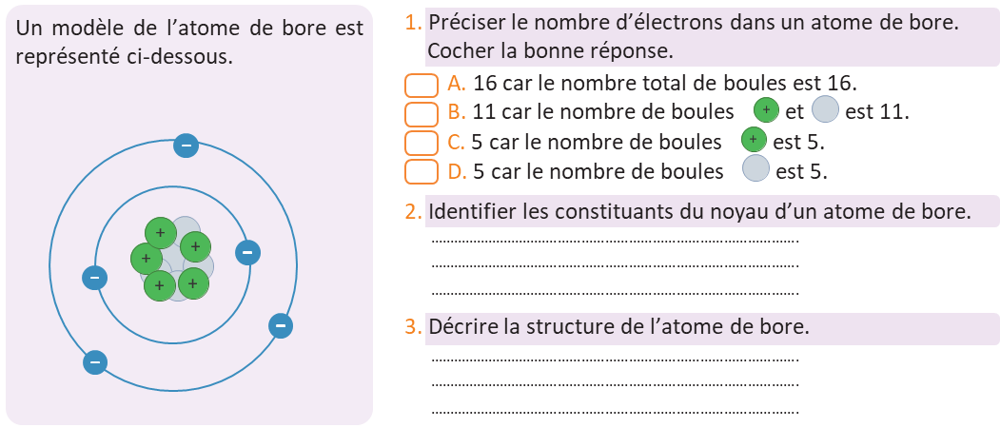 Un modèle de l’atome de bore est
représenté ci-dessous.
−
−
−
−
−
+
+
+
+
+
1. Préciser le nombre d’électrons dans un atome de bore.
Cocher la bonne réponse.
A. 16 car le nombre total de boules est 16.
B. 11 car le nombre de boules + et est 11.
C. 5 car le nombre de boules + est 5.
D. 5 car le nombre de boules est 5.
2. Identifier les constituants du noyau d’un atome de bore.
3. Décrire la structure de l’atome de bore.